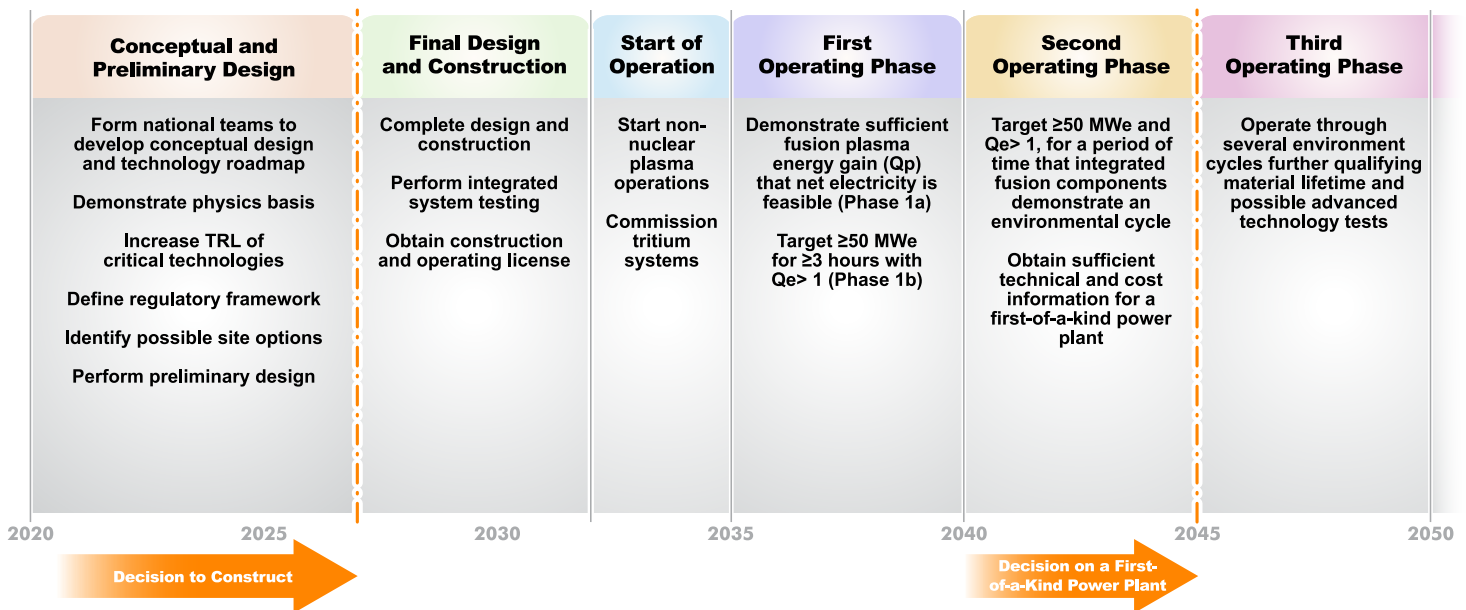 Conceptual and
Preliminary Design
Form national teams to
develop conceptual design
and technology roadmap
Demonstrate physics basis
Increase TRL of
critical technologies
Define regulatory framework
Identify possible site options
Perform preliminary design
Final Design
and Construction
Complete design and
construction
Perform integrated
system testing
Obtain construction
and operating license
Start of
Operation
Start non-
nuclear
plasma
operations
Commission
tritium
systems
First
Operating Phase
Demonstrate sufficient
fusion plasma
energy gain (Qp)
that net electricity is
feasible (Phase 1a)
Target ≥50 MWe
for ≥3 hours with
Qe> 1 (Phase 1b)
Second
Operating Phase
Target ≥50 MWe and
Qe> 1, for a period of
time that integrated
fusion components
demonstrate an
environmental cycle
Obtain sufficient
technical and cost
information for a
first-of-a-kind power
plant
Third
Operating Phase
Operate through
several environment
cycles further qualifying
material lifetime and
possible advanced
technology tests
2020
2025
2030
2035
2040
2045
2050
Decision to Construct
Decision on a First-
of-a-Kind Power Plant